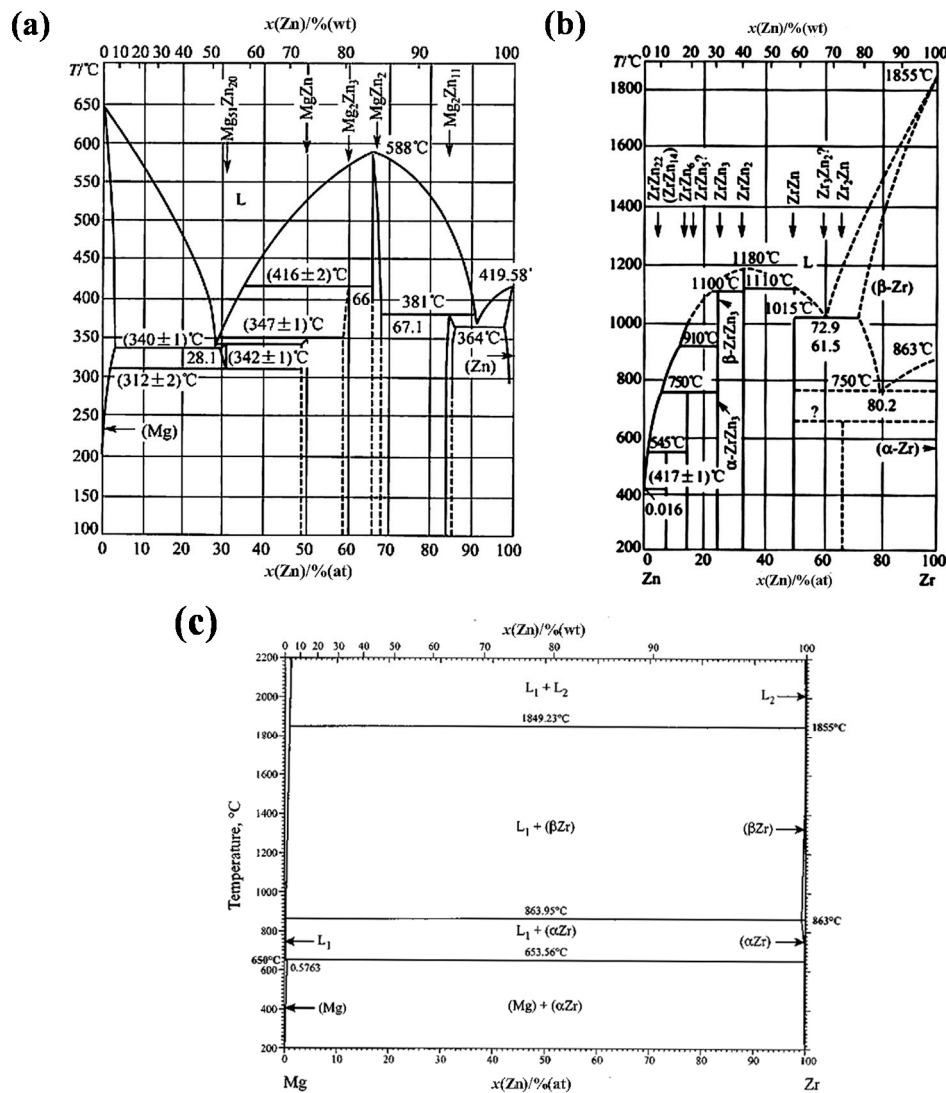 (a)
x(Zn)/%(wt)
0 10 20 30 40 50 60 70 80 90 100
T/℃
650
600
550
500
450
400
350
300
250
200
150
100
Mg51Zn20
MgZn
Mg2Zn3
MgZn2
Mg2Zn11
588℃
L
(416±2)℃
66
419.58'
381℃
(347±1)℃
67.1
(340±1)℃
28.1
(342±1)℃
364℃
(Zn)
(312±2)℃
(Mg)
0 10 20 30 40 50 60 70 80 90 100
x(Zn)/%(at)
(b)
x(Zn)/%(wt)
0 10 20 30 40 50 60 70 80 90 100
T/℃
1855℃
1800
1600
1400
1200
1000
800
600
400
200
ZrZn22
(ZrZn14)
ZrZn6
ZrZn5?
ZrZn3
ZrZn2
ZrZn
Zr3Zn2?
Zr2Zn
1180℃
L
1100℃
1110℃
(β-Zr)
1015℃
β-ZrZn3
72.9
61.5
910℃
863℃
750℃
750℃
80.2
α-ZrZn3
?
545℃
(α-Zr)
(417±1)℃
0.016
0 20 40 60 80 100
Zn x(Zn)/%(at) Zr
(c)
x(Zn)/%(wt)
0 10 20 30 40 50 60 70 80 90 100
2200
2000
1800
1600
1400
1200
1000
800
650°C
600
400
200
Temperature, °C
L1 + L2
L2
1849.23°C
1855°C
L1 + (βZr)
(βZr)
863.95°C
863°C
L1 + (αZr)
L1
(αZr)
653.56°C
0.5763
(Mg)
(Mg) + (αZr)
0 10 20 30 40 50 60 70 80 90 100
Mg x(Zn)/%(at) Zr